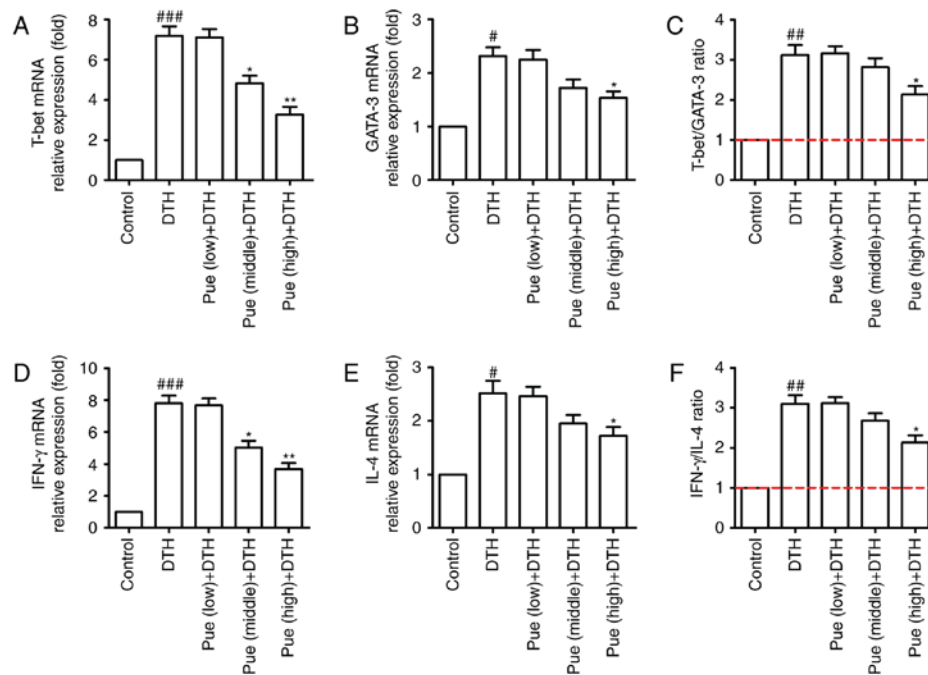 A
T-bet mRNA
relative expression (fold)
8
6
4
2
0
###
*
**
Control
DTH
Pue (low)+DTH
Pue (middle)+DTH
Pue (high)+DTH
B
GATA-3 mRNA
relative expression (fold)
3
2
1
0
#
*
Control
DTH
Pue (low)+DTH
Pue (middle)+DTH
Pue (high)+DTH
C
T-bet/GATA-3 ratio
4
3
2
1
0
##
*
Control
DTH
Pue (low)+DTH
Pue (middle)+DTH
Pue (high)+DTH
D
IFN-γ mRNA
relative expression (fold)
10
8
6
4
2
0
###
*
**
Control
DTH
Pue (low)+DTH
Pue (middle)+DTH
Pue (high)+DTH
E
IL-4 mRNA
relative expression (fold)
3
2
1
0
#
*
Control
DTH
Pue (low)+DTH
Pue (middle)+DTH
Pue (high)+DTH
F
IFN-γ/IL-4 ratio
4
3
2
1
0
##
*
Control
DTH
Pue (low)+DTH
Pue (middle)+DTH
Pue (high)+DTH